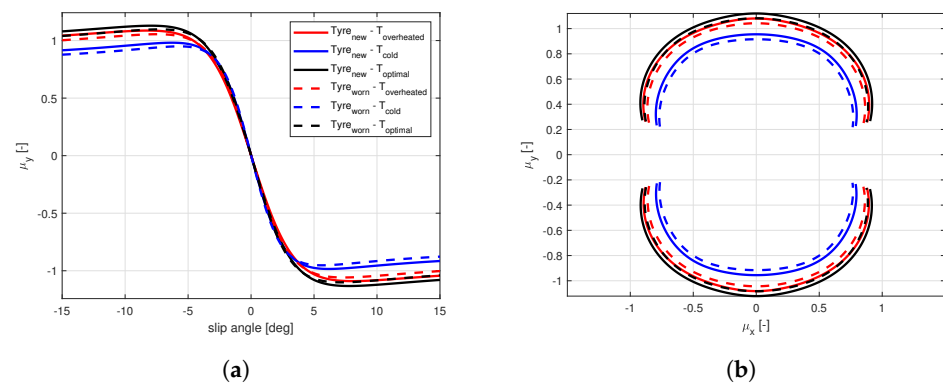 1
0.5
0
-0.5
-1
μy [-]
-15 -10 -5 0 5 10 15
slip angle [deg]
Tyrenew - Toverheated
Tyrenew - Tcold
Tyrenew - Toptimal
Tyreworn - Toverheated
Tyreworn - Tcold
Tyreworn - Toptimal
(a)
1
0.8
0.6
0.4
0.2
0
-0.2
-0.4
-0.6
-0.8
-1
μy [-]
-1 -0.5 0 0.5 1
μx [-]
(b)